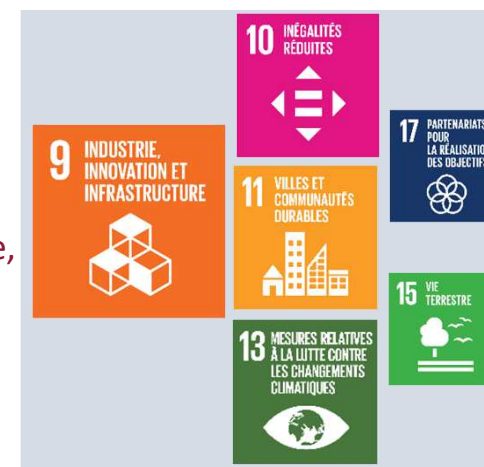 e,
9 INDUSTRIE,
INNOVATION ET
INFRASTRUCTURE
10 INÉGALITÉS
RÉDUITES
11 VILLES ET
COMMUNAUTÉS
DURABLES
13 MESURES RELATIVES
À LA LUTTE CONTRE
LES CHANGEMENTS
CLIMATIQUES
17 PARTENARIATS
POUR
LA RÉALISATIO
DES OBJECTIFS
15 VIE
TERRESTRE